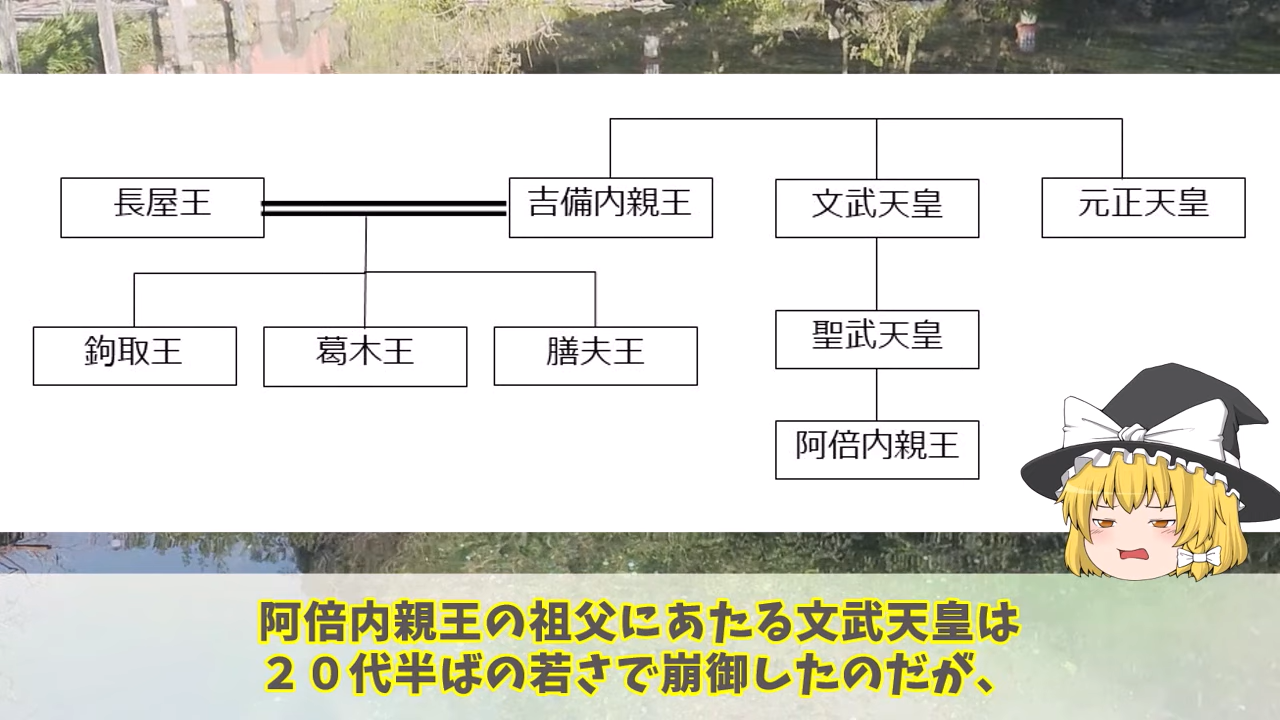 長屋王
吉備内親王
文武天皇
元正天皇
鉤取王
葛木王
膳夫王
聖武天皇
阿倍内親王
阿倍内親王の祖父にあたる文武天皇は
２０代半ばの若さで崩御したのだが、